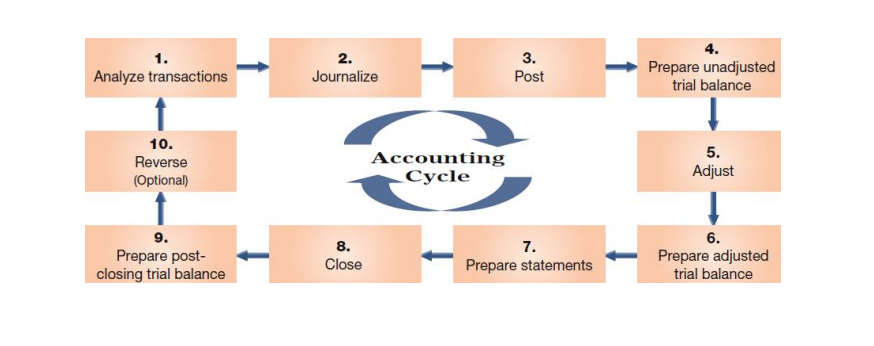 1.
Analyze transactions
2.
Journalize
3.
Post
4.
Prepare unadjusted
trial balance
5.
Adjust
6.
Prepare adjusted
trial balance
7.
Prepare statements
8.
Close
9.
Prepare post-
closing trial balance
10.
Reverse
(Optional)
Accounting
Cycle